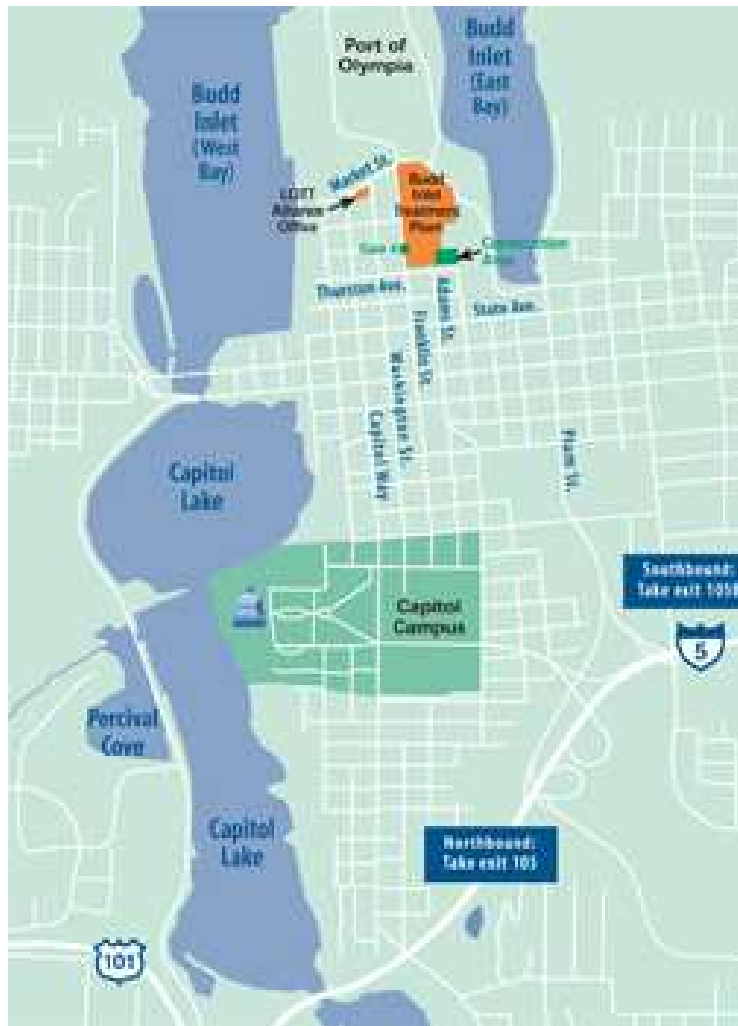 Port of
Olympia
Budd
Inlet
(East
Bay)
Budd
Inlet
(West
Bay)
Market St.
LOTT
Alliance
Office
Budd
Inlet
Treatment
Plant
Thurston Ave.
Adams St.
State Ave.
Franklin St.
Washington St.
Capitol Way
Plum St.
Capitol
Lake
Southbound:
Take exit 105B
5
Capitol
Campus
Percival
Cove
Capitol
Lake
Northbound:
Take exit 105
101